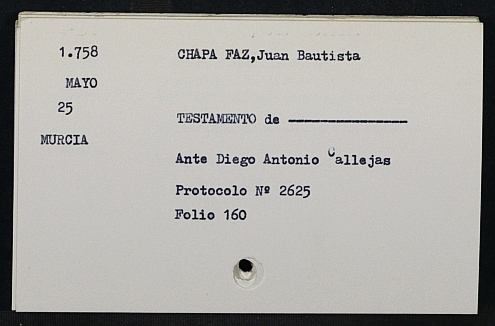 1.758
CHAPA FAZ,Juan Bautista
MAYO
25
TESTAMENTO de ----------------
MURCIA
Ante Diego Antonio Callejas
Protocolo Nº 2625
Folio 160